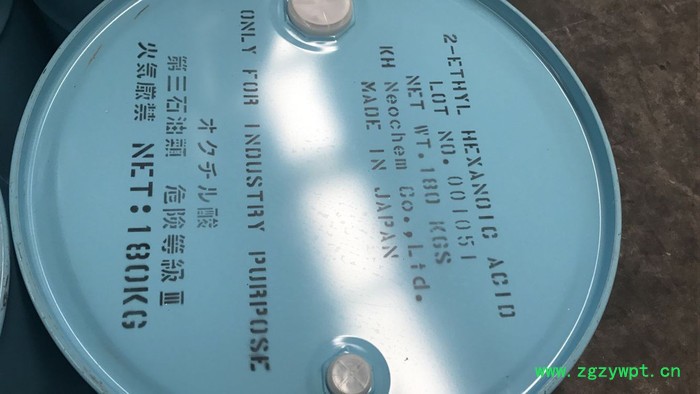 2-ETHYL HEXANOIC ACID
LOT NO. 001051
NET WT. 180 KGS
KH Neochem Co., Ltd.
MADE IN JAPAN
ONLY FOR INDUSTRY PURPOSE
オクチル酸
第三石油類 危険等級Ⅲ
火気厳禁 NET:180KG
www.zgzywpt.cn